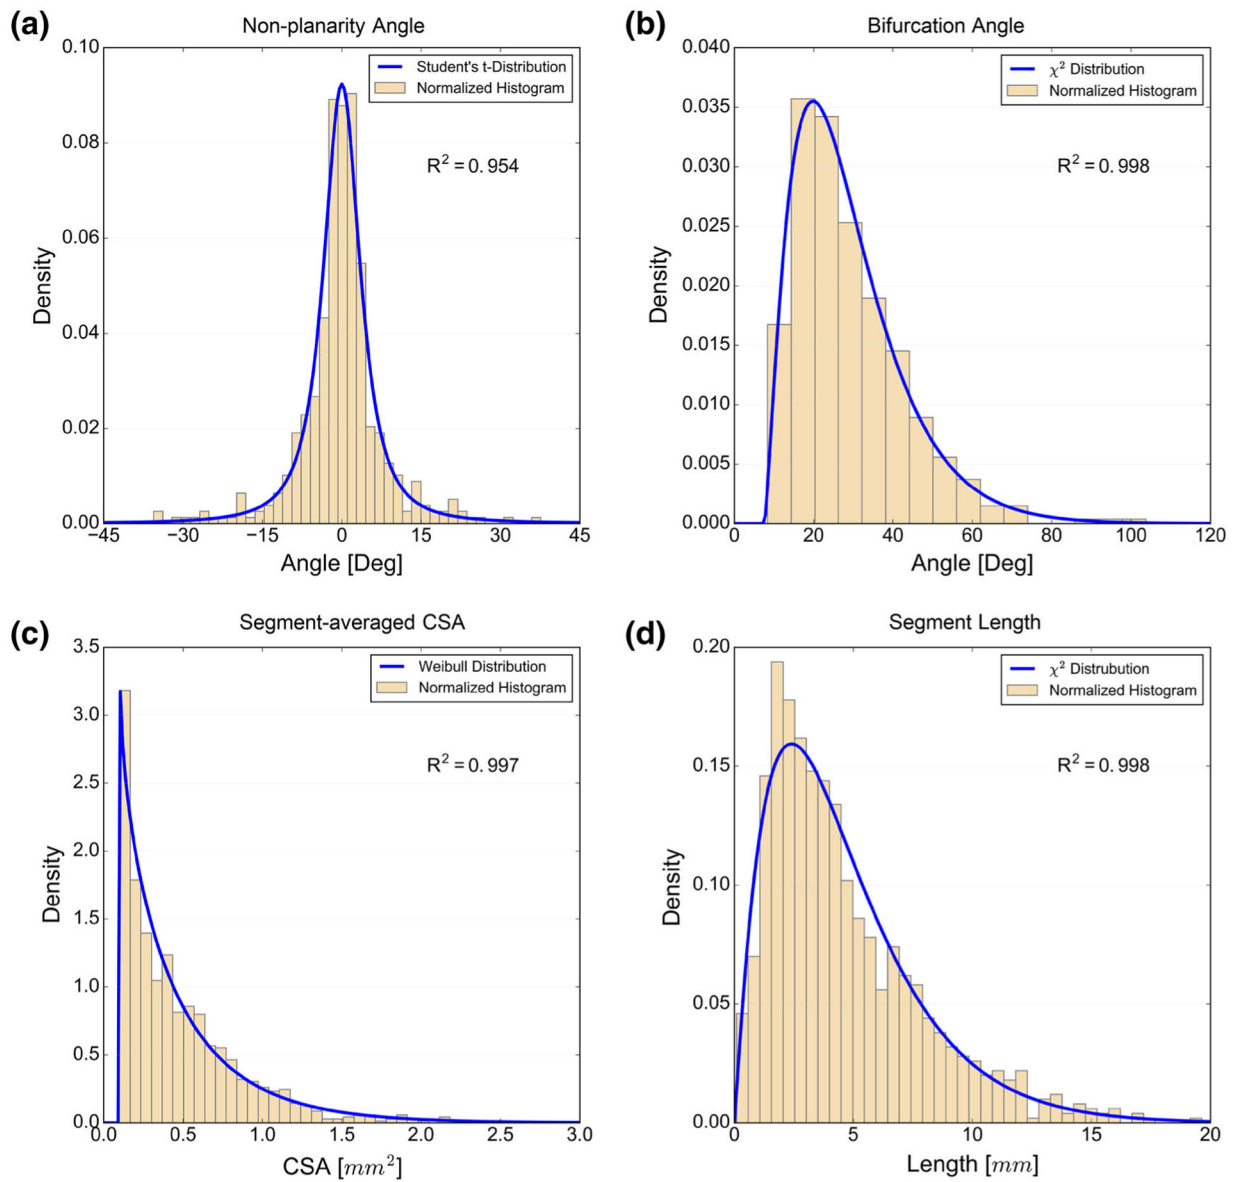 (a)
Non-planarity Angle
0.10
0.08
0.06
0.04
0.02
0.00
Density
Student's t-Distribution
Normalized Histogram
R² = 0.954
−45 −30 −15 0 15 30 45
Angle [Deg]
(b)
Bifurcation Angle
0.040
0.035
0.030
0.025
0.020
0.015
0.010
0.005
0.000
Density
χ² Distribution
Normalized Histogram
R² = 0.998
0 20 40 60 80 100 120
Angle [Deg]
(c)
Segment-averaged CSA
3.5
3.0
2.5
2.0
1.5
1.0
0.5
0.0
Density
Weibull Distribution
Normalized Histogram
R² = 0.997
0.0 0.5 1.0 1.5 2.0 2.5 3.0
CSA [mm²]
(d)
Segment Length
0.20
0.15
0.10
0.05
0.00
Density
χ² Distrubution
Normalized Histogram
R² = 0.998
0 5 10 15 20
Length [mm]